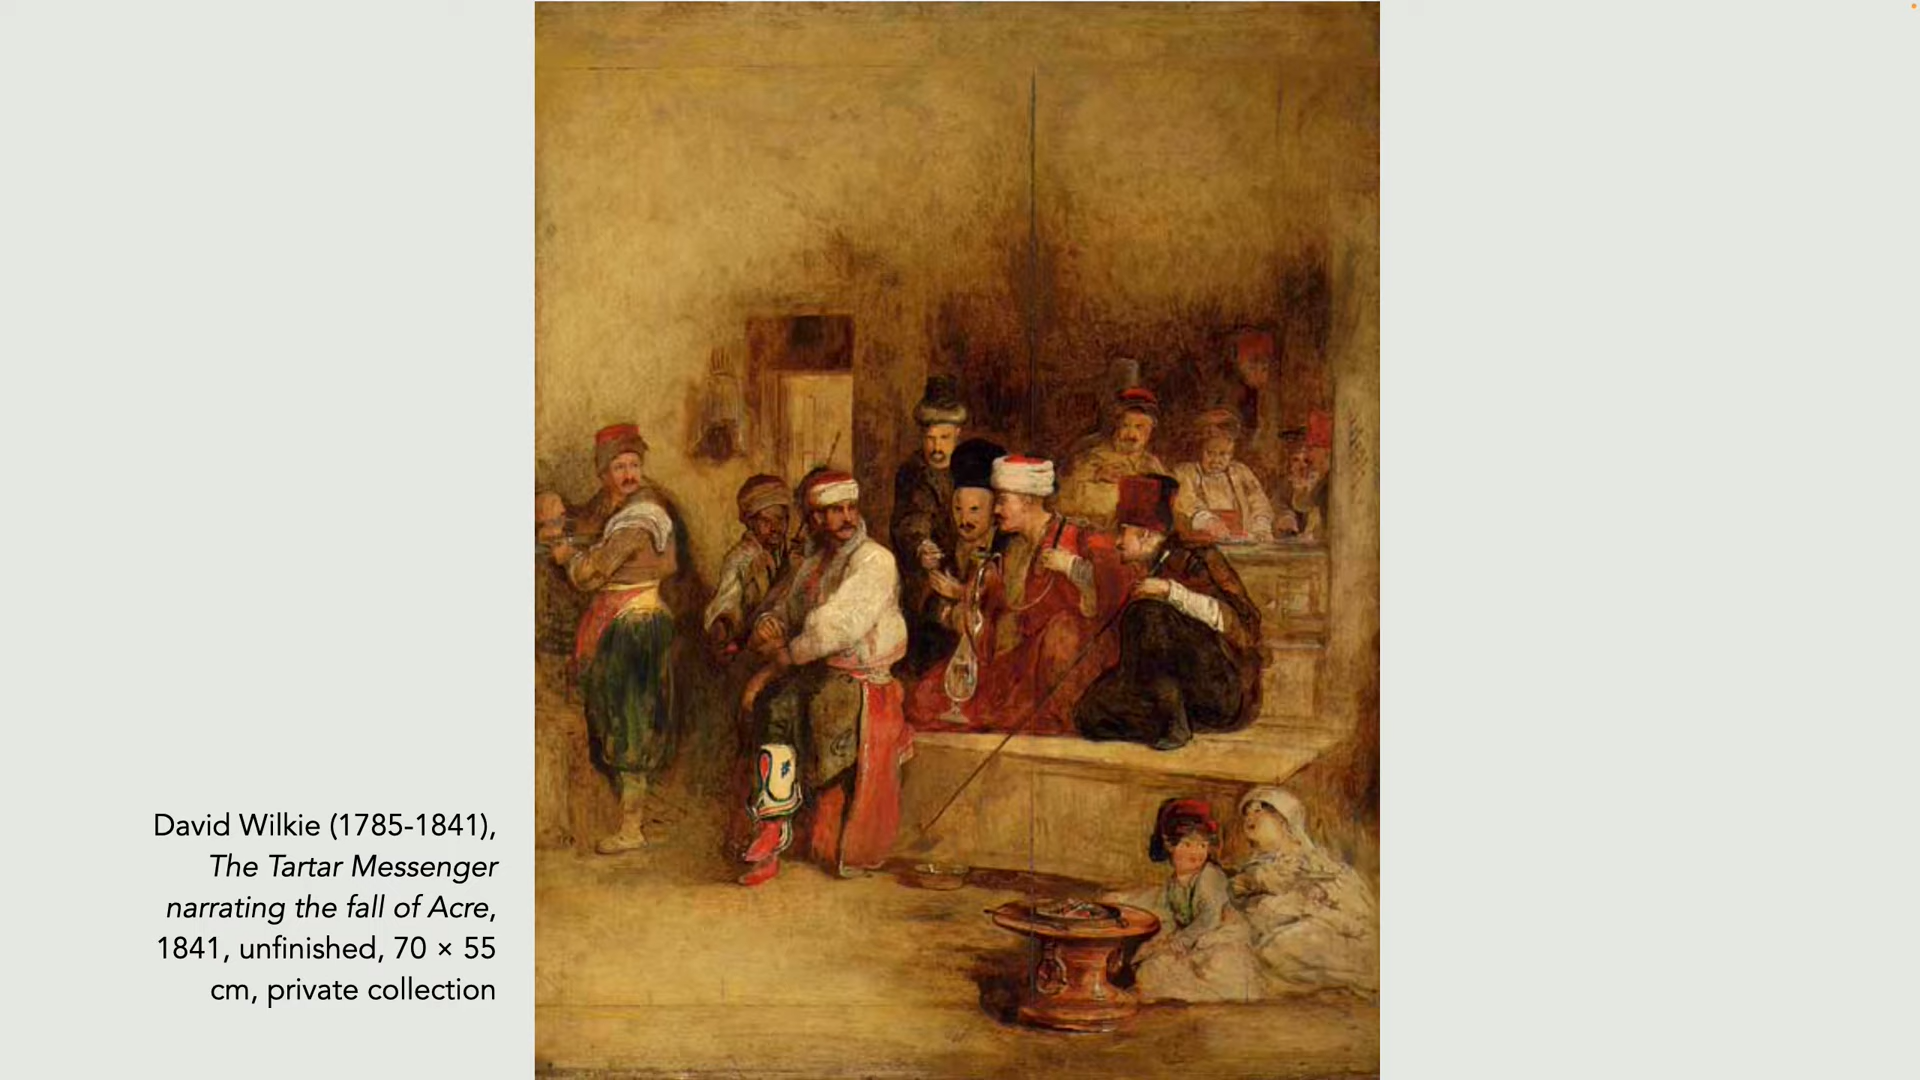 David Wilkie (1785-1841),
The Tartar Messenger
narrating the fall of Acre,
1841, unfinished, 70 × 55
cm, private collection